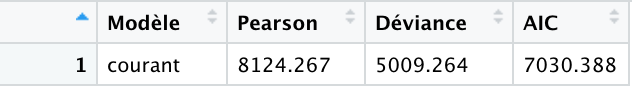 Modèle Pearson Déviance AIC
1 courant 8124.267 5009.264 7030.388